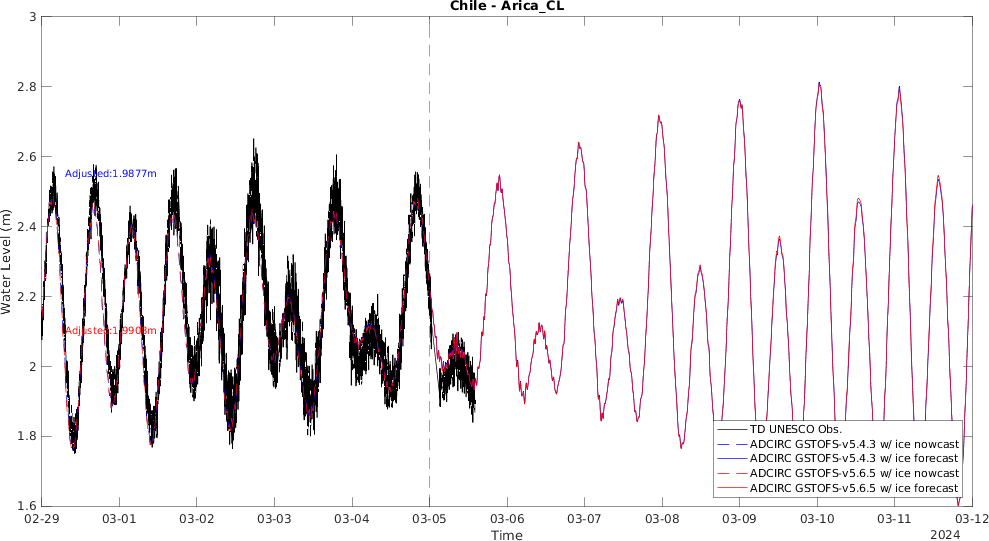 Chile - Arica_CL
3
2.8
2.6
2.4
2.2
2
1.8
1.6
Water Level (m)
Adjusted:1.9877m
Adjusted:1.9903m
TD UNESCO Obs.
ADCIRC GSTOFS-v5.4.3 w/ ice nowcast
ADCIRC GSTOFS-v5.4.3 w/ ice forecast
ADCIRC GSTOFS-v5.6.5 w/ ice nowcast
ADCIRC GSTOFS-v5.6.5 w/ ice forecast
02-29 03-01 03-02 03-03 03-04 03-05 03-06 03-07 03-08 03-09 03-10 03-11 03-12
Time
2024